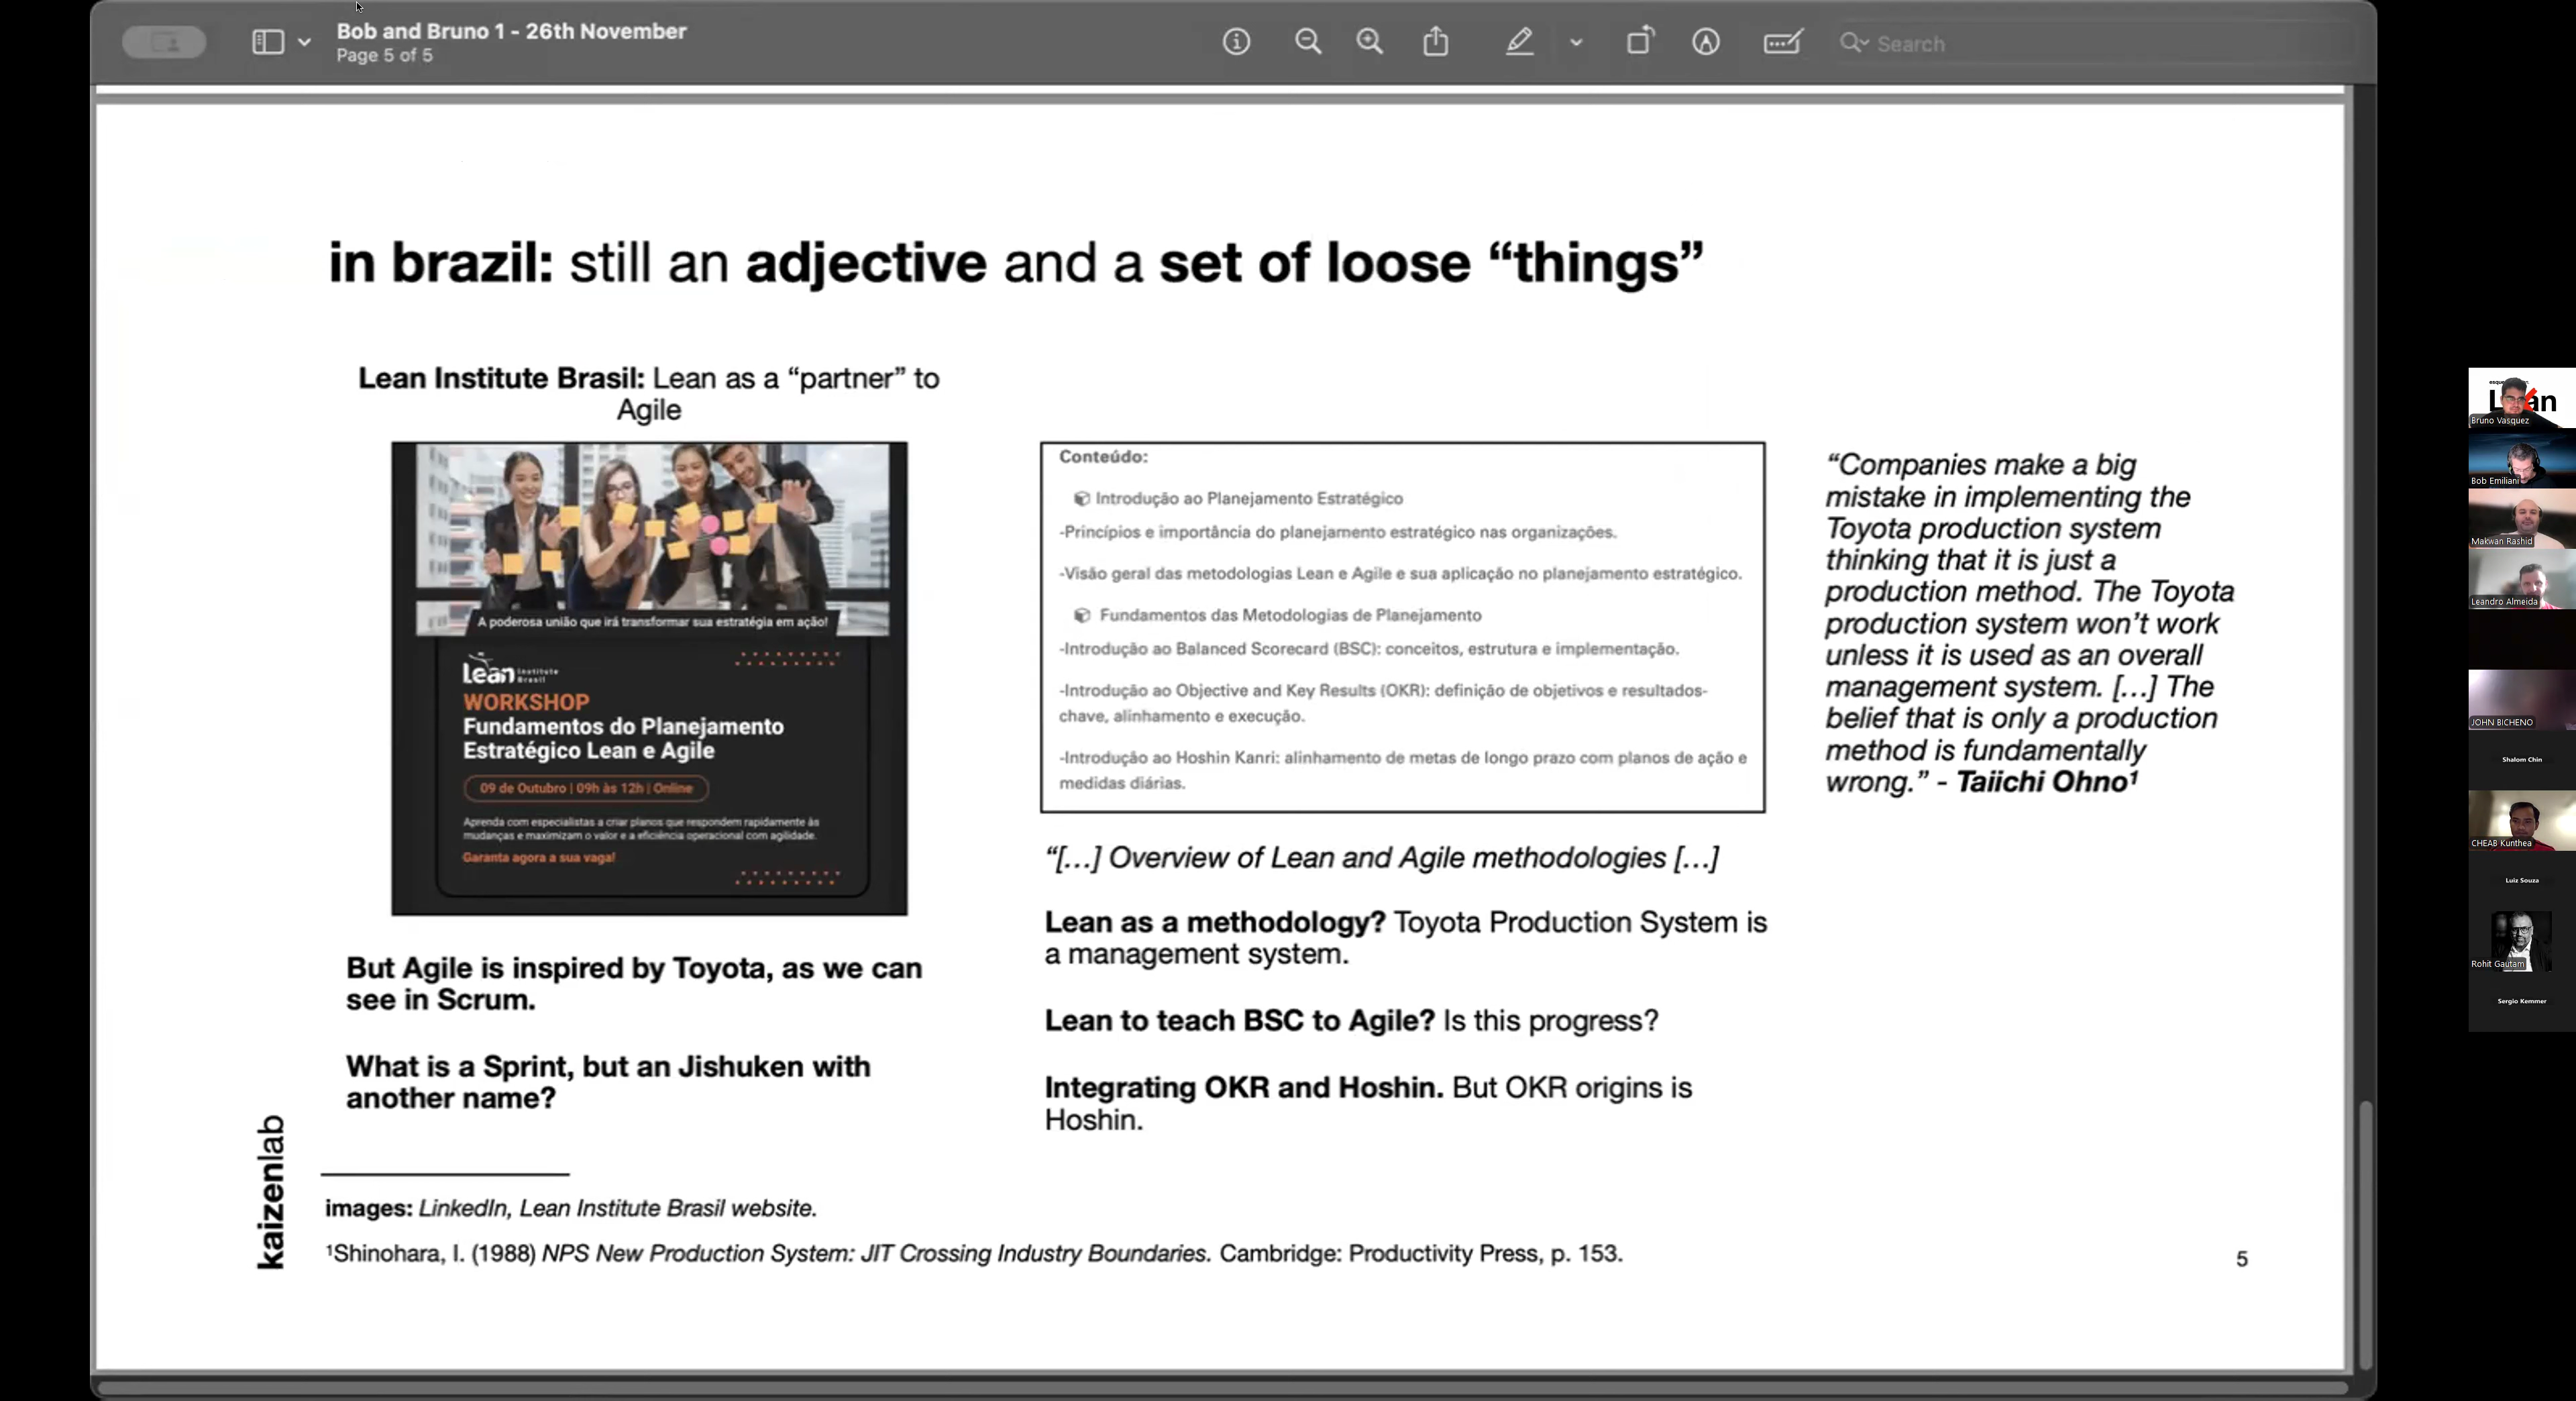 Bob and Bruno 1 - 26th November
Page 5 of 5
Search
in brazil: still an adjective and a set of loose “things”
Lean Institute Brasil: Lean as a “partner” to
Agile
A poderosa união que irá transformar sua estratégia em ação!
Lean Institute
Brasil
WORKSHOP
Fundamentos do Planejamento
Estratégico Lean e Agile
09 de Outubro | 09h às 12h | Online
Aprenda com especialistas a criar planos que respondem rapidamente às
mudanças e maximizam o valor e a eficiência operacional com agilidade.
Garanta agora a sua vaga!
But Agile is inspired by Toyota, as we can
see in Scrum.
What is a Sprint, but an Jishuken with
another name?
Conteúdo:
Introdução ao Planejamento Estratégico
-Princípios e importância do planejamento estratégico nas organizações.
-Visão geral das metodologias Lean e Agile e sua aplicação no planejamento estratégico.
Fundamentos das Metodologias de Planejamento
-Introdução ao Balanced Scorecard (BSC): conceitos, estrutura e implementação.
-Introdução ao Objective and Key Results (OKR): definição de objetivos e resultados-
chave, alinhamento e execução.
-Introdução ao Hoshin Kanri: alinhamento de metas de longo prazo com planos de ação e
medidas diárias.
“[…] Overview of Lean and Agile methodologies […]
Lean as a methodology? Toyota Production System is
a management system.
Lean to teach BSC to Agile? Is this progress?
Integrating OKR and Hoshin. But OKR origins is
Hoshin.
“Companies make a big
mistake in implementing the
Toyota production system
thinking that it is just a
production method. The Toyota
production system won’t work
unless it is used as an overall
management system. […] The
belief that is only a production
method is fundamentally
wrong.” - Taiichi Ohno¹
kaizenlab
images: LinkedIn, Lean Institute Brasil website.
¹Shinohara, I. (1988) NPS New Production System: JIT Crossing Industry Boundaries. Cambridge: Productivity Press, p. 153.
5
Bruno Vasquez
Bob Emiliani
Makwan Rashid
Leandro Almeida
JOHN BICHENO
Shalom Chin
CHEAB Kunthea
Luiz Souza
Rohit Gautam
Sergio Kemmer